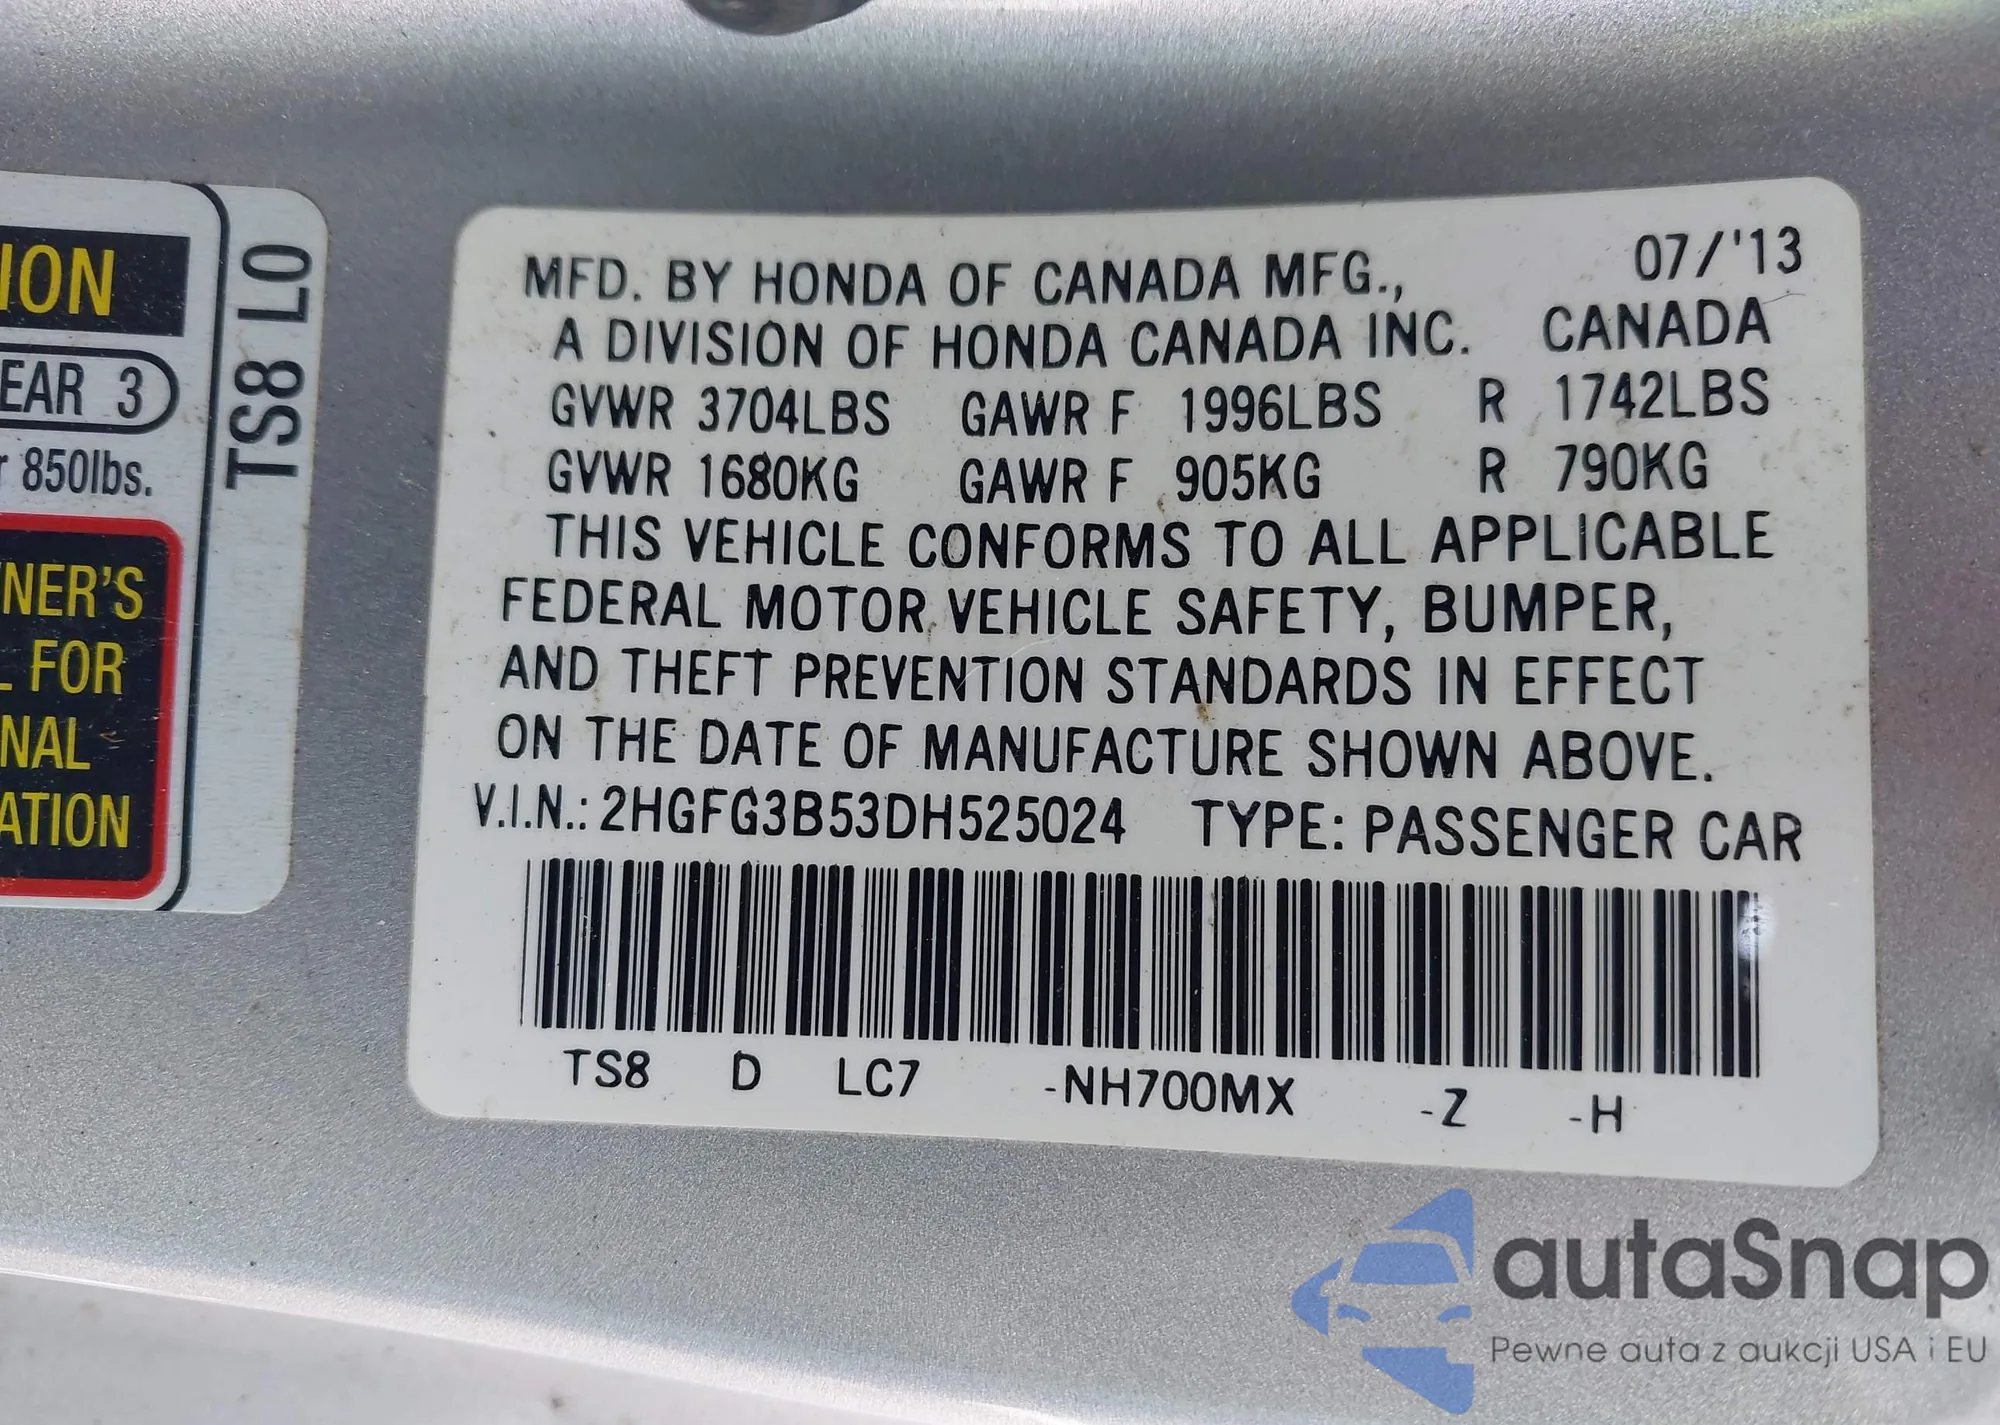 ION
EAR 3
r 850lbs.
NER'S
L FOR
NAL
ATION
TS8 L0
07/'13
MFD. BY HONDA OF CANADA MFG.,
A DIVISION OF HONDA CANADA INC. CANADA
GVWR 3704LBS GAWR F 1996LBS R 1742LBS
GVWR 1680KG GAWR F 905KG R 790KG
THIS VEHICLE CONFORMS TO ALL APPLICABLE
FEDERAL MOTOR VEHICLE SAFETY, BUMPER,
AND THEFT PREVENTION STANDARDS IN EFFECT
ON THE DATE OF MANUFACTURE SHOWN ABOVE.
V.I.N.: 2HGFG3B53DH525024 TYPE: PASSENGER CAR
TS8 D LC7 -NH700MX -Z -H
autaSnap
Pewne auta z aukcji USA i EU